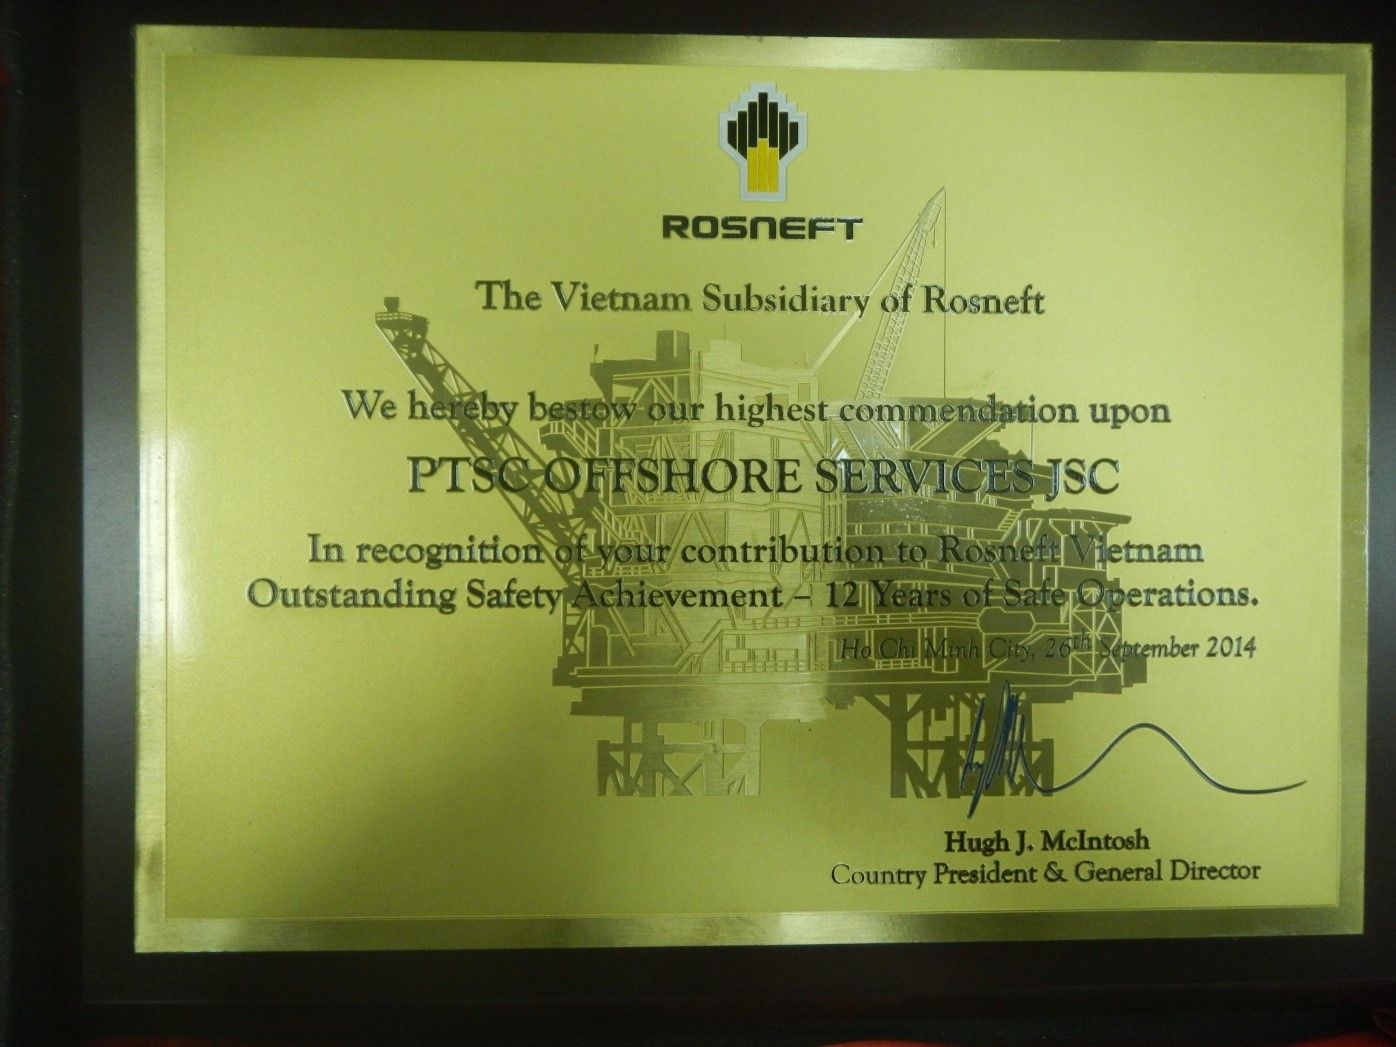 ROSNEFT
The Vietnam Subsidiary of Rosneft
We hereby bestow our highest commendation upon
PTSC OFFSHORE SERVICES JSC
In recognition of your contribution to Rosneft Vietnam
Outstanding Safety Achievement – 12 Years of Safe Operations.
Ho Chi Minh City, 26th September 2014
Hugh J. McIntosh
Country President & General Director